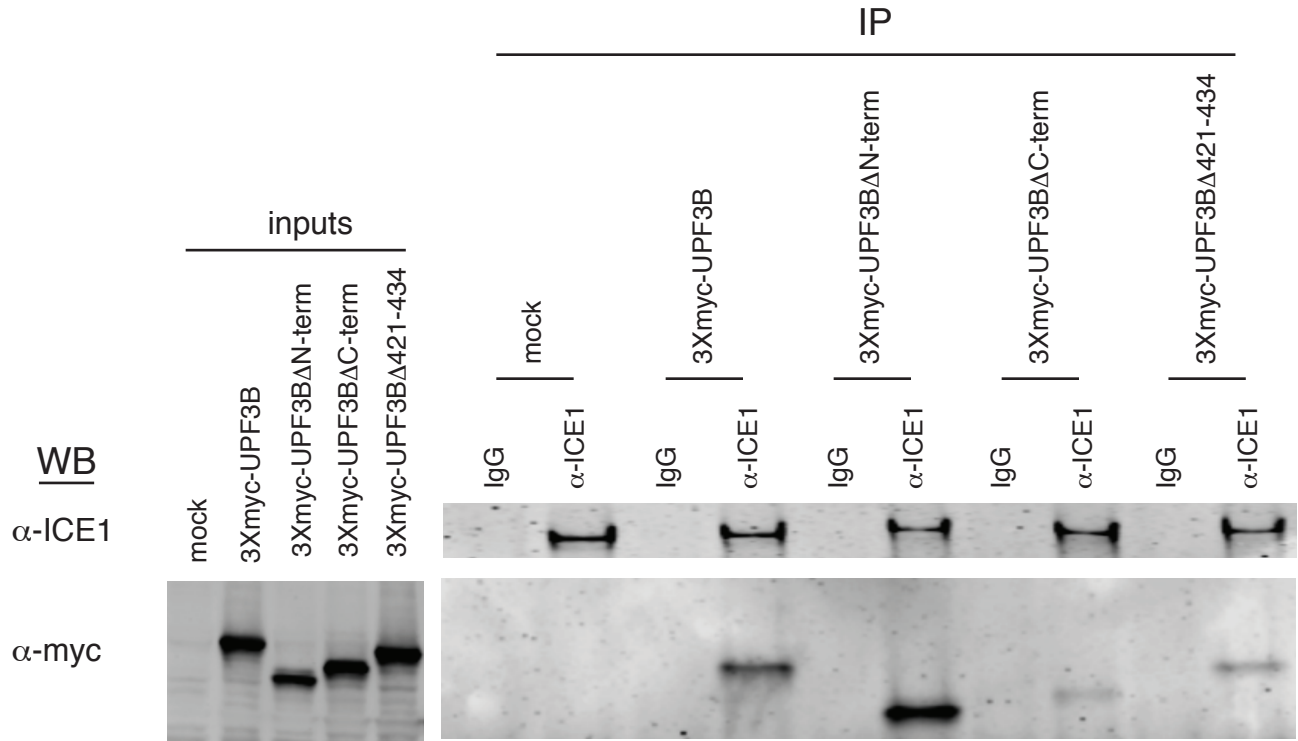 IP
inputs
mock
3Xmyc-UPF3B
3Xmyc-UPF3BΔN-term
3Xmyc-UPF3BΔC-term
3Xmyc-UPF3BΔ421-434
mock
3Xmyc-UPF3B
3Xmyc-UPF3BΔN-term
3Xmyc-UPF3BΔC-term
3Xmyc-UPF3BΔ421-434
IgG
α-ICE1
IgG
α-ICE1
IgG
α-ICE1
IgG
α-ICE1
IgG
α-ICE1
WB
α-ICE1
α-myc